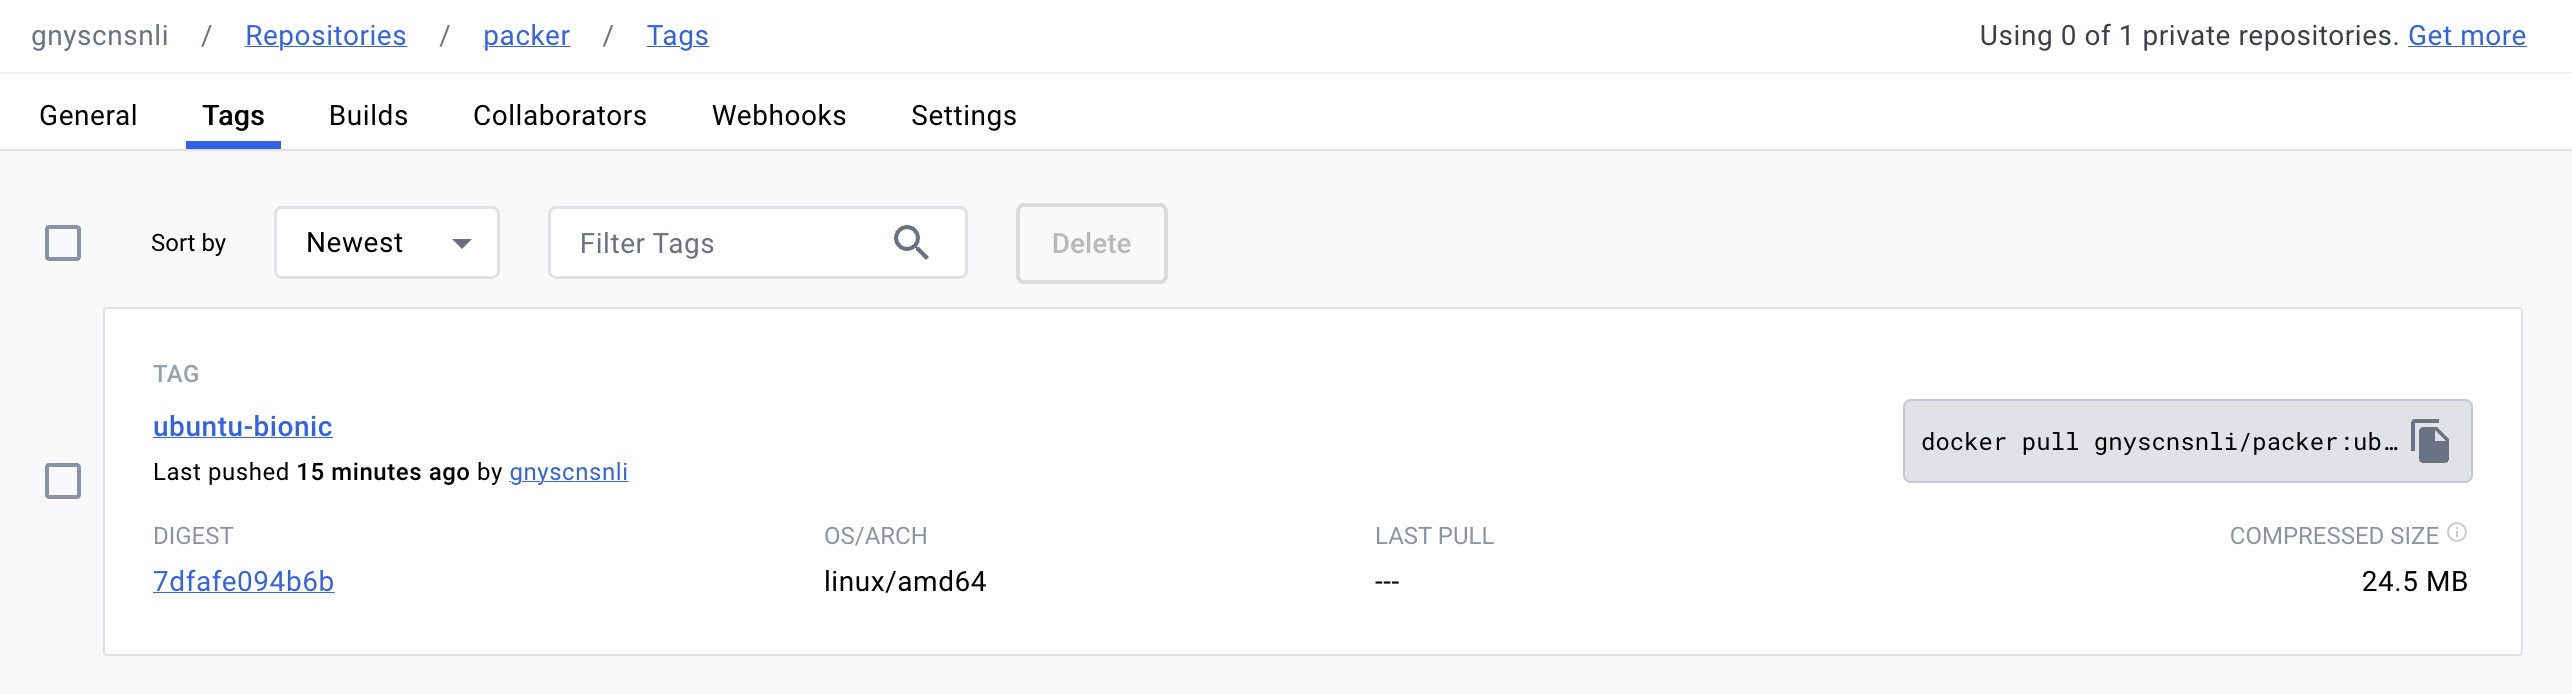 gnyscnsnli / Repositories / packer / Tags
Using 0 of 1 private repositories. Get more
General Tags Builds Collaborators Webhooks Settings
Sort by Newest Filter Tags Delete
TAG
ubuntu-bionic
docker pull gnyscnsnli/packer:ub…
Last pushed 15 minutes ago by gnyscnsnli
DIGEST OS/ARCH LAST PULL COMPRESSED SIZE
7dfafe094b6b linux/amd64 --- 24.5 MB